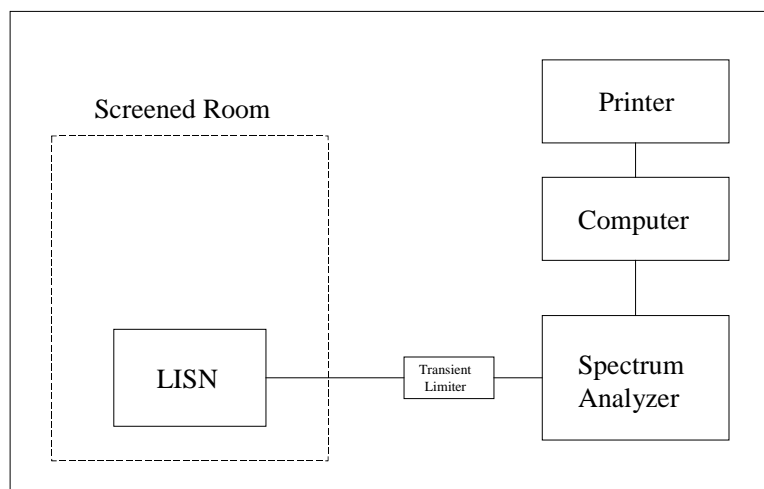 Screened Room
Printer
Computer
LISN
Transient
Limiter
Spectrum
Analyzer